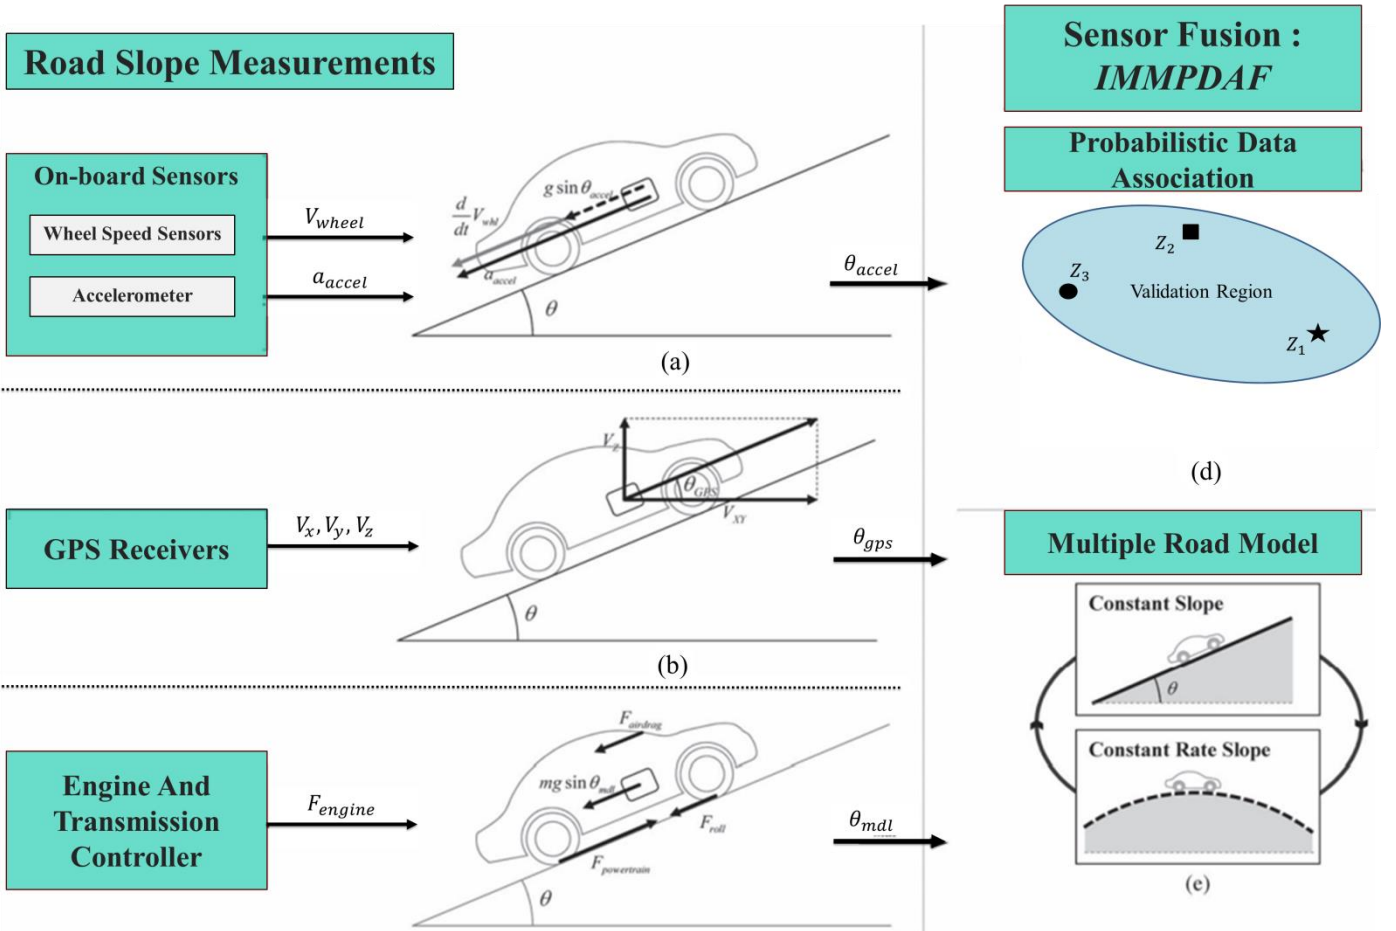 Road Slope Measurements
On-board Sensors
Wheel Speed Sensors
Accelerometer
V_wheel
a_accel
d/dt V_whl
g sin θ_accel
a_accel
θ
θ_accel
(a)
GPS Receivers
V_x, V_y, V_z
V_Z
θ_GPS
V_XY
θ
θ_gps
(b)
Engine And
Transmission
Controller
F_engine
F_airdrag
mg sin θ_mdl
F_roll
F_powertrain
θ
θ_mdl
Sensor Fusion :
IMMPDAF
Probabilistic Data
Association
Z_2
Z_3
Validation Region
Z_1
(d)
Multiple Road Model
Constant Slope
θ
Constant Rate Slope
(e)